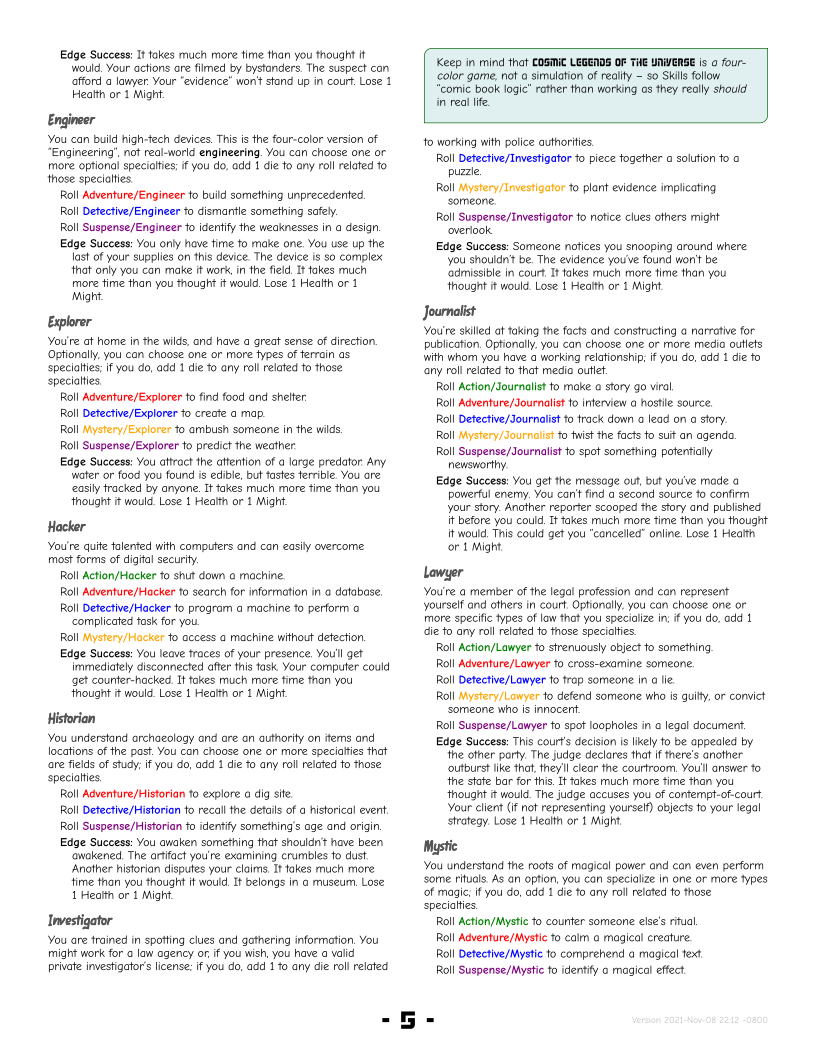 Edge Success: It takes much more time than you thought it
would. Your actions are filmed by bystanders. The suspect can
afford a lawyer. Your "evidence" won't stand up in court. Lose 1
Health or 1 Might.
Engineer
You can build high-tech devices. This is the four-color version of
"Engineering", not real-world engineering. You can choose one or
more optional specialties; if you do, add 1 die to any roll related to
those specialties.
Roll Adventure/Engineer to build something unprecedented.
Roll Detective/Engineer to dismantle something safely.
Roll Suspense/Engineer to identify the weaknesses in a design.
Edge Success: You only have time to make one. You use up the
last of your supplies on this device. The device is so complex
that only you can make it work, in the field. It takes much
more time than you thought it would. Lose 1 Health or 1
Might.
Explorer
You're at home in the wilds, and have a great sense of direction.
Optionally, you can choose one or more types of terrain as
specialties; if you do, add 1 die to any roll related to those
specialties.
Roll Adventure/Explorer to find food and shelter.
Roll Detective/Explorer to create a map.
Roll Mystery/Explorer to ambush someone in the wilds.
Roll Suspense/Explorer to predict the weather.
Edge Success: You attract the attention of a large predator. Any
water or food you found is edible, but tastes terrible. You are
easily tracked by anyone. It takes much more time than you
thought it would. Lose 1 Health or 1 Might.
Hacker
You're quite talented with computers and can easily overcome
most forms of digital security.
Roll Action/Hacker to shut down a machine.
Roll Adventure/Hacker to search for information in a database.
Roll Detective/Hacker to program a machine to perform a
complicated task for you.
Roll Mystery/Hacker to access a machine without detection.
Edge Success: You leave traces of your presence. You'll get
immediately disconnected after this task. Your computer could
get counter-hacked. It takes much more time than you
thought it would. Lose 1 Health or 1 Might.
Historian
You understand archaeology and are an authority on items and
locations of the past. You can choose one or more specialties that
are fields of study; if you do, add 1 die to any roll related to those
specialties.
Roll Adventure/Historian to explore a dig site.
Roll Detective/Historian to recall the details of a historical event.
Roll Suspense/Historian to identify something's age and origin.
Edge Success: You awaken something that shouldn't have been
awakened. The artifact you're examining crumbles to dust.
Another historian disputes your claims. It takes much more
time than you thought it would. It belongs in a museum. Lose
1 Health or 1 Might.
Investigator
You are trained in spotting clues and gathering information. You
might work for a law agency or, if you wish, you have a valid
private investigator's license; if you do, add 1 to any die roll related
Keep in mind that COSMIC LEGENDS OF THE UNIVERSE is a four-
color game, not a simulation of reality – so Skills follow
"comic book logic" rather than working as they really should
in real life.
to working with police authorities.
Roll Detective/Investigator to piece together a solution to a
puzzle.
Roll Mystery/Investigator to plant evidence implicating
someone.
Roll Suspense/Investigator to notice clues others might
overlook.
Edge Success: Someone notices you snooping around where
you shouldn't be. The evidence you've found won't be
admissible in court. It takes much more time than you
thought it would. Lose 1 Health or 1 Might.
Journalist
You're skilled at taking the facts and constructing a narrative for
publication. Optionally, you can choose one or more media outlets
with whom you have a working relationship; if you do, add 1 die to
any roll related to that media outlet.
Roll Action/Journalist to make a story go viral.
Roll Adventure/Journalist to interview a hostile source.
Roll Detective/Journalist to track down a lead on a story.
Roll Mystery/Journalist to twist the facts to suit an agenda.
Roll Suspense/Journalist to spot something potentially
newsworthy.
Edge Success: You get the message out, but you've made a
powerful enemy. You can't find a second source to confirm
your story. Another reporter scooped the story and published
it before you could. It takes much more time than you thought
it would. This could get you "cancelled" online. Lose 1 Health
or 1 Might.
Lawyer
You're a member of the legal profession and can represent
yourself and others in court. Optionally, you can choose one or
more specific types of law that you specialize in; if you do, add 1
die to any roll related to those specialties.
Roll Action/Lawyer to strenuously object to something.
Roll Adventure/Lawyer to cross-examine someone.
Roll Detective/Lawyer to trap someone in a lie.
Roll Mystery/Lawyer to defend someone who is guilty, or convict
someone who is innocent.
Roll Suspense/Lawyer to spot loopholes in a legal document.
Edge Success: This court's decision is likely to be appealed by
the other party. The judge declares that if there's another
outburst like that, they'll clear the courtroom. You'll answer to
the state bar for this. It takes much more time than you
thought it would. The judge accuses you of contempt-of-court.
Your client (if not representing yourself) objects to your legal
strategy. Lose 1 Health or 1 Might.
Mystic
You understand the roots of magical power and can even perform
some rituals. As an option, you can specialize in one or more types
of magic; if you do, add 1 die to any roll related to those
specialties.
Roll Action/Mystic to counter someone else's ritual.
Roll Adventure/Mystic to calm a magical creature.
Roll Detective/Mystic to comprehend a magical text.
Roll Suspense/Mystic to identify a magical effect.
- 5 -
Version 2021-Nov-08 22:12 -0800